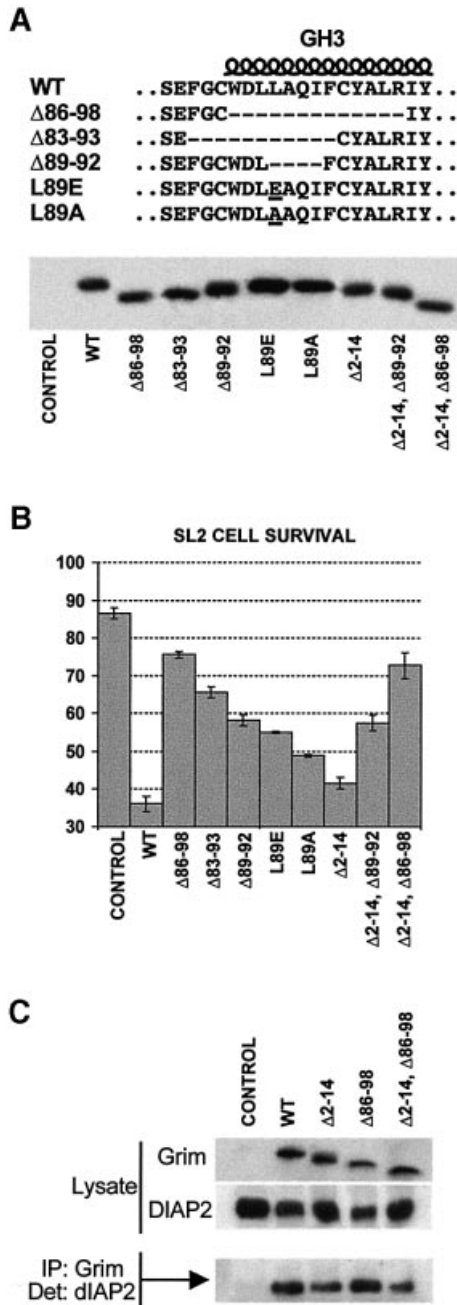 A
GH3
WT ..SEFGCWDLLAQIFCYALRIY..
Δ86-98 ..SEFGC-------------IY..
Δ83-93 ..SE-----------CYALRIY..
Δ89-92 ..SEFGCWDL----FCYALRIY..
L89E ..SEFGCWDLEAQIFCYALRIY..
L89A ..SEFGCWDLAAQIFCYALRIY..
CONTROL
WT
Δ86-98
Δ83-93
Δ89-92
L89E
L89A
Δ2-14
Δ2-14, Δ89-92
Δ2-14, Δ86-98
B
SL2 CELL SURVIVAL
100
90
80
70
60
50
40
30
CONTROL
WT
Δ86-98
Δ83-93
Δ89-92
L89E
L89A
Δ2-14
Δ2-14, Δ89-92
Δ2-14, Δ86-98
C
CONTROL
WT
Δ2-14
Δ86-98
Δ2-14, Δ86-98
Lysate
Grim
DIAP2
IP: Grim
Det: dIAP2